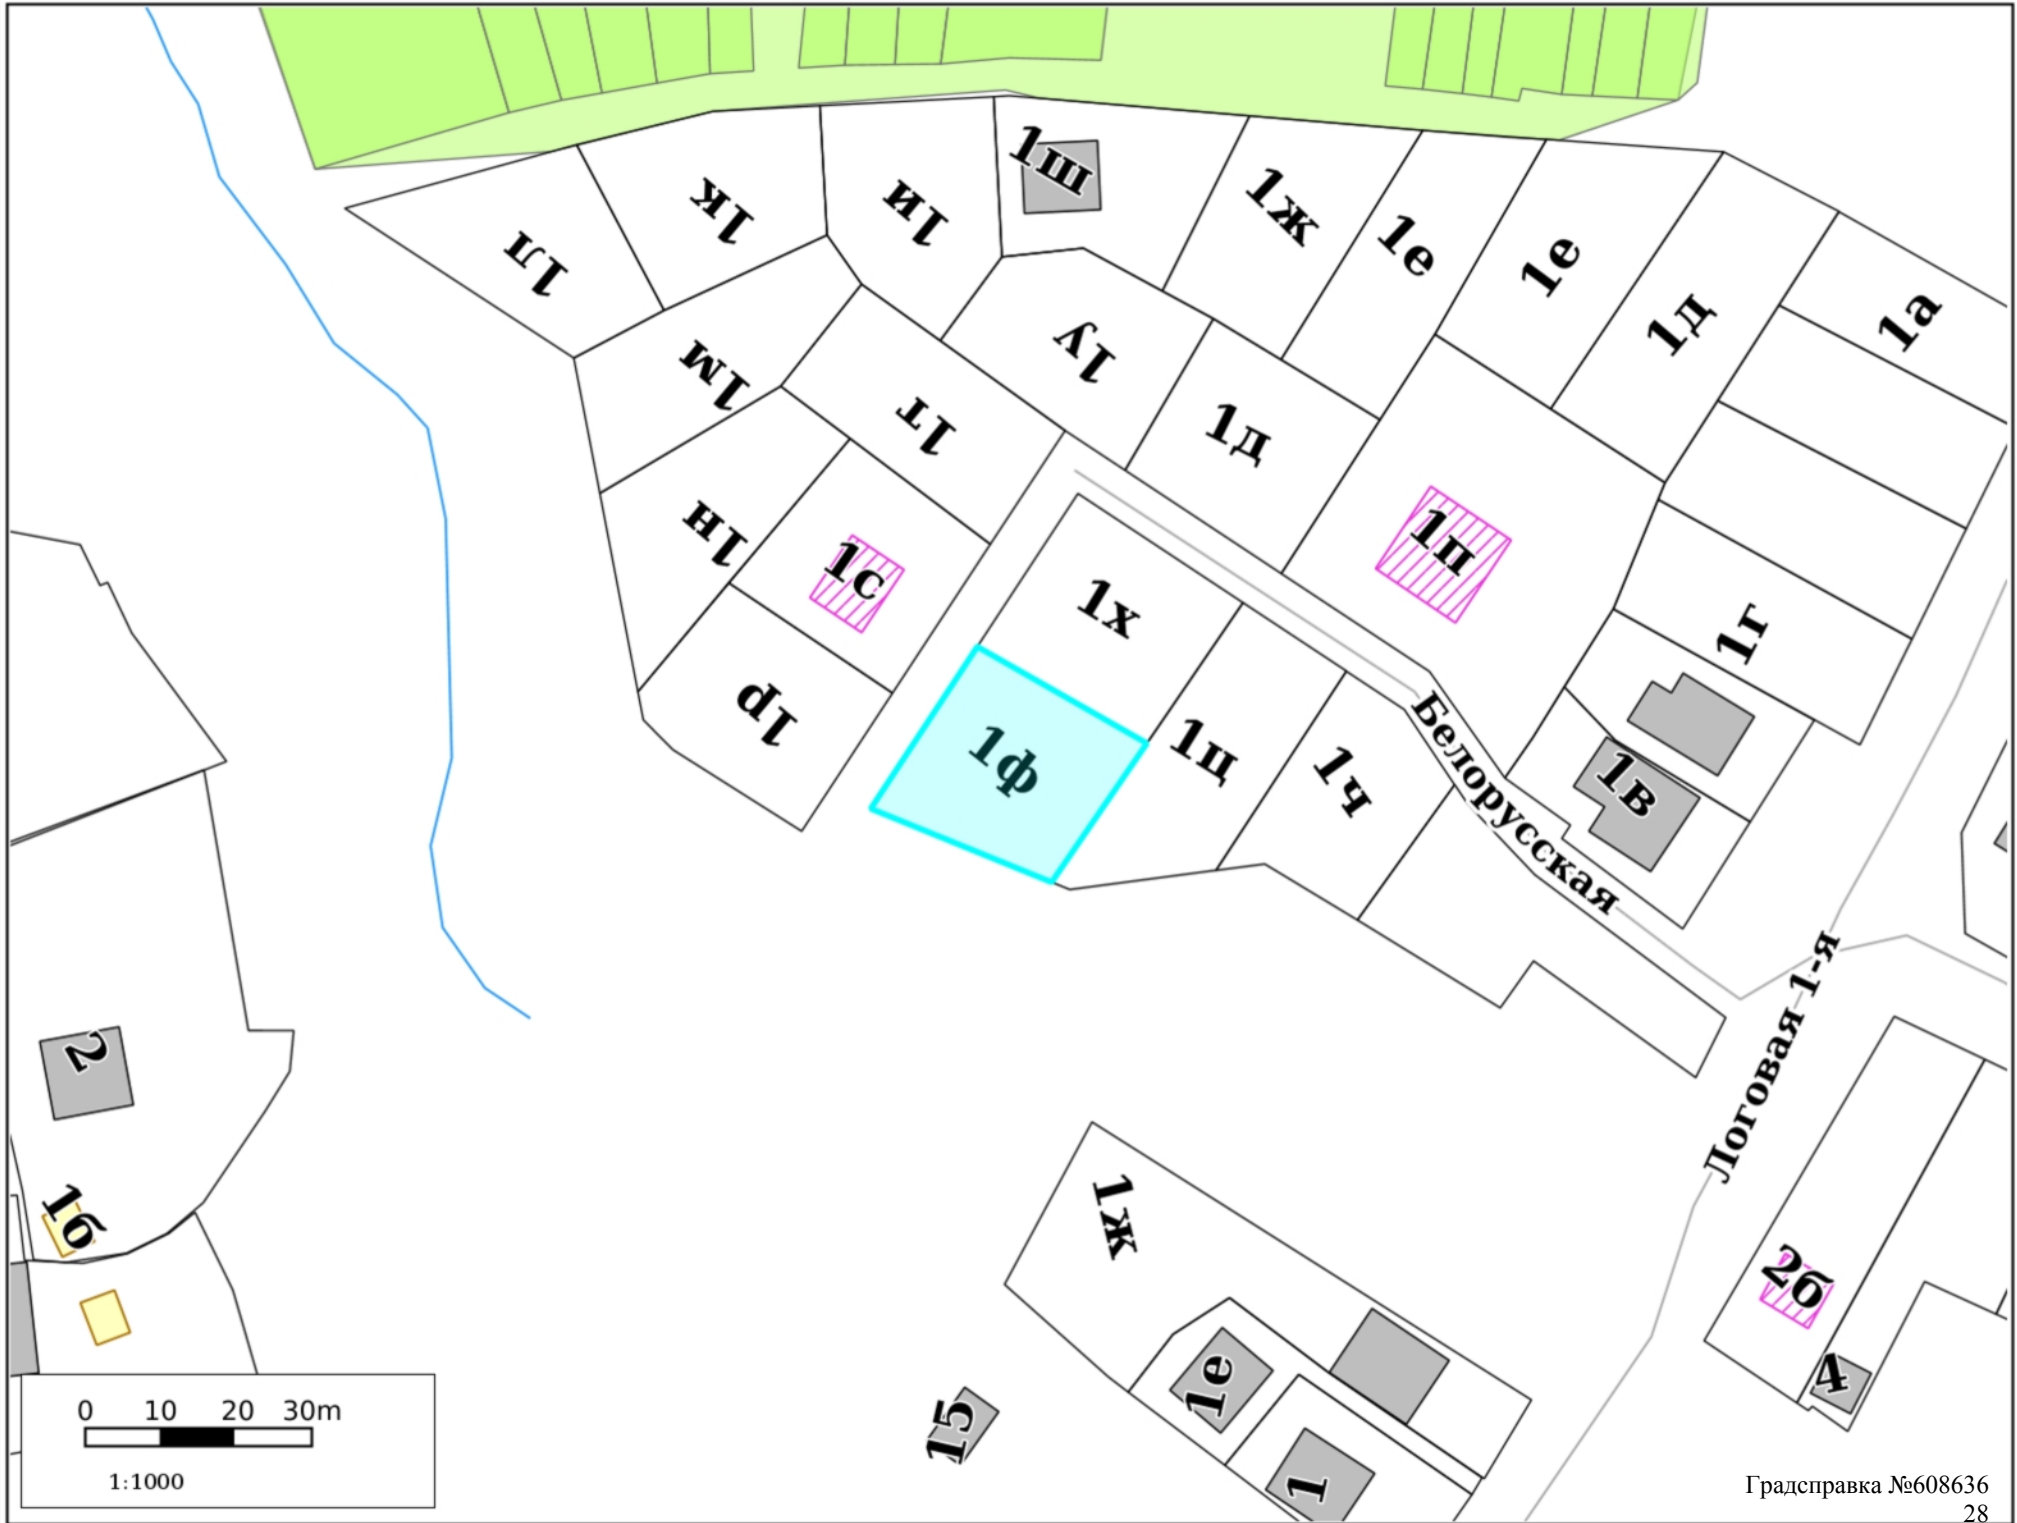 1ш
1к
1и
1ж
1е
1е
1л
1д
1а
1у
1м
1т
1д
1н
1с
1п
1х
1г
1р
1ф
1ц
1ч
1в
Белорусская
Логовая 1-я
2
1б
1ж
2б
1е
4
15
1
0 10 20 30m
1:1000
Градсправка №608636
28